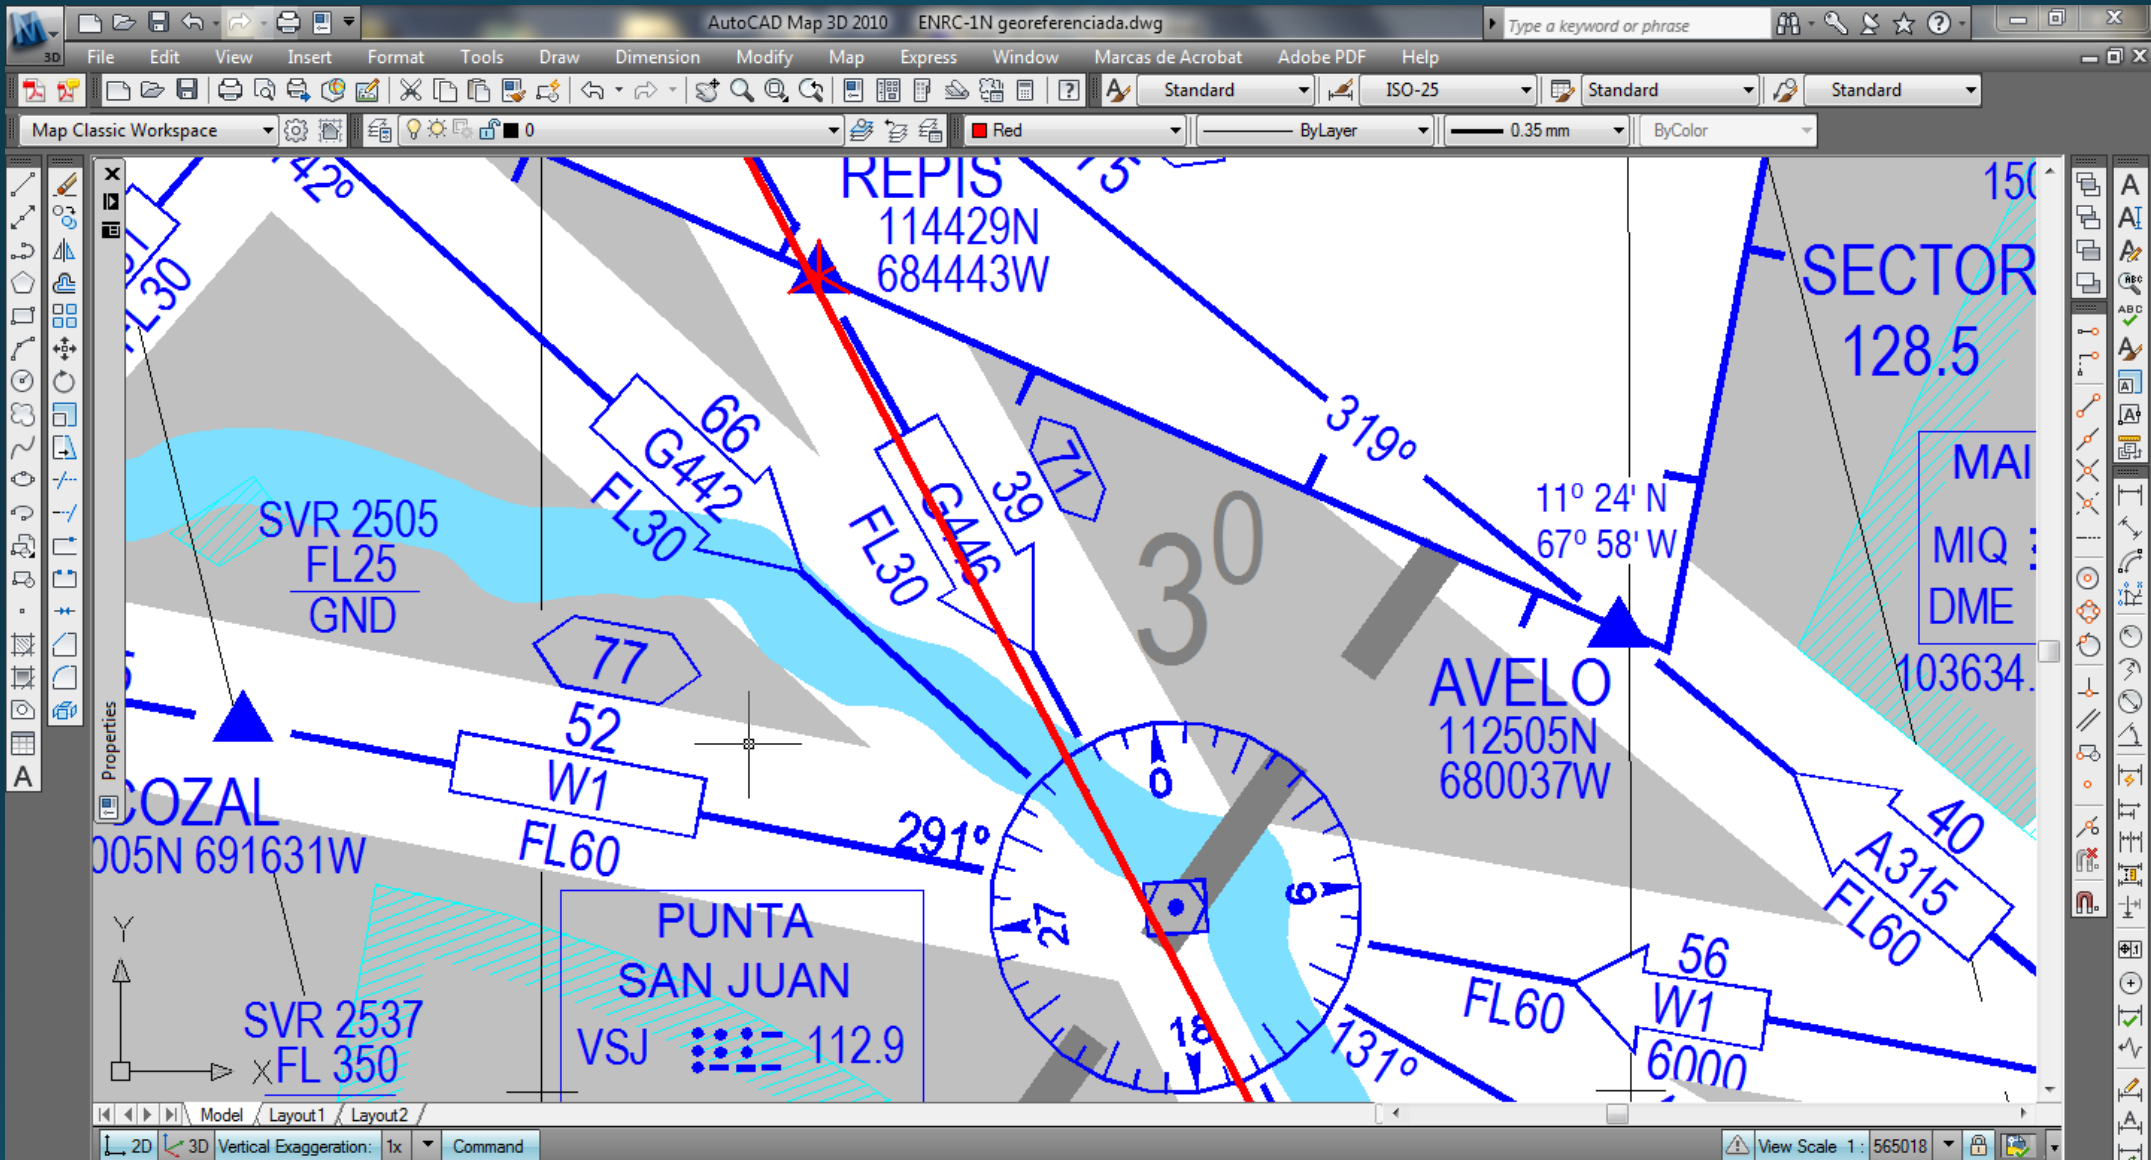 AutoCAD Map 3D 2010 ENRC-1N georeferenciada.dwg
Type a keyword or phrase
3D
File Edit View Insert Format Tools Draw Dimension Modify Map Express Window Marcas de Acrobat Adobe PDF Help
Standard ISO-25 Standard Standard
Map Classic Workspace 0 Red ByLayer 0.35 mm ByColor
REPIS
114429N
684443W
42º
FL30
SECTOR
128.5
66
G442
FL30
39
G446
FL30
71
319º
3⁰
11º 24' N
67º 58' W
MIQ
DME
103634.
SVR 2505
FL25
GND
77
52
W1
FL60
291º
AVELO
112505N
680037W
COZAL
005N 691631W
40
A315
FL60
0
9
18
27
PUNTA
SAN JUAN
VSJ 112.9
56
W1
FL60
6000
131º
SVR 2537
FL 350
Y
X
Properties
Model Layout1 Layout2
2D 3D Vertical Exaggeration: 1x Command
View Scale 1 : 565018